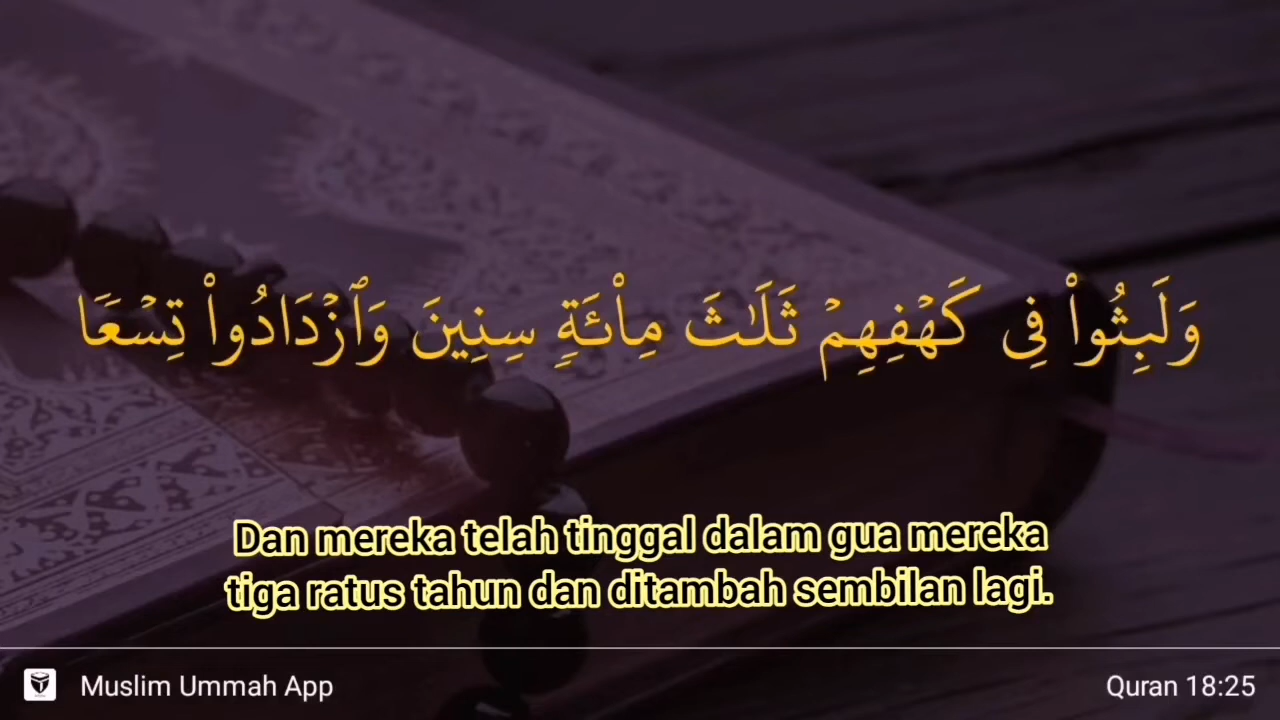 وَلَبِثُوا۟ فِى كَهْفِهِمْ ثَلَـٰثَ مِا۟ئَةٍۢ سِنِينَ وَٱزْدَادُوا۟ تِسْعًا
Dan mereka telah tinggal dalam gua mereka
tiga ratus tahun dan ditambah sembilan lagi.
Muslim Ummah App
Quran 18:25